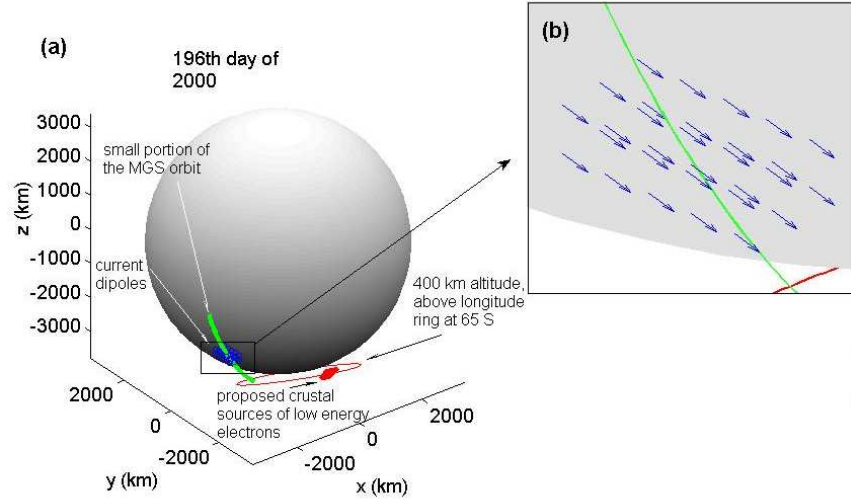 (a)
196th day of
2000
small portion of
the MGS orbit
current
dipoles
400 km altitude,
above longitude
ring at 65 S
proposed crustal
sources of low energy
electrons
z (km)
3000
2000
1000
0
-1000
-2000
-3000
y (km)
2000
0
-2000
x (km)
-2000
0
2000
(b)